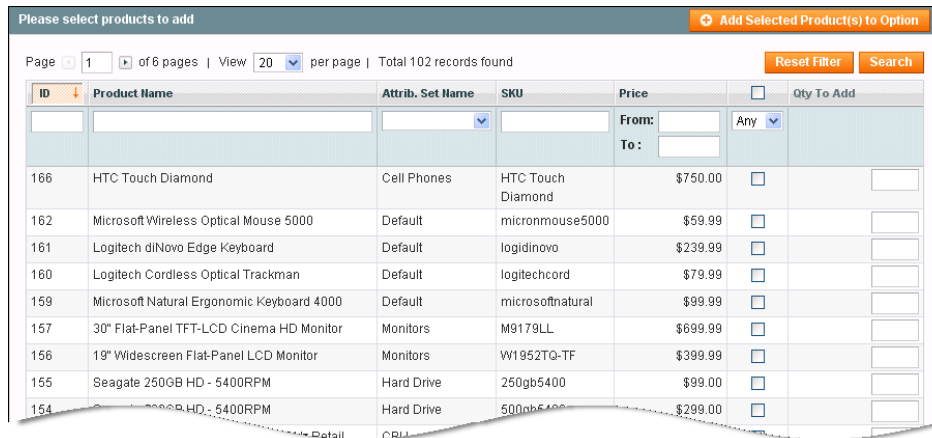 Please select products to add
Add Selected Product(s) to Option
Page 1 of 6 pages | View 20 per page | Total 102 records found
Reset Filter Search
ID Product Name Attrib. Set Name SKU Price Qty To Add
From: Any
To :
166 HTC Touch Diamond Cell Phones HTC Touch $750.00
Diamond
162 Microsoft Wireless Optical Mouse 5000 Default micronmouse5000 $59.99
161 Logitech diNovo Edge Keyboard Default logidinovo $239.99
160 Logitech Cordless Optical Trackman Default logitechcord $79.99
159 Microsoft Natural Ergonomic Keyboard 4000 Default microsoftnatural $99.99
157 30" Flat-Panel TFT-LCD Cinema HD Monitor Monitors M9179LL $699.99
156 19" Widescreen Flat-Panel LCD Monitor Monitors W1952TQ-TF $399.99
155 Seagate 250GB HD - 5400RPM Hard Drive 250gb5400 $99.00
154 HD - 5400RPM Hard Drive $299.00
Retail